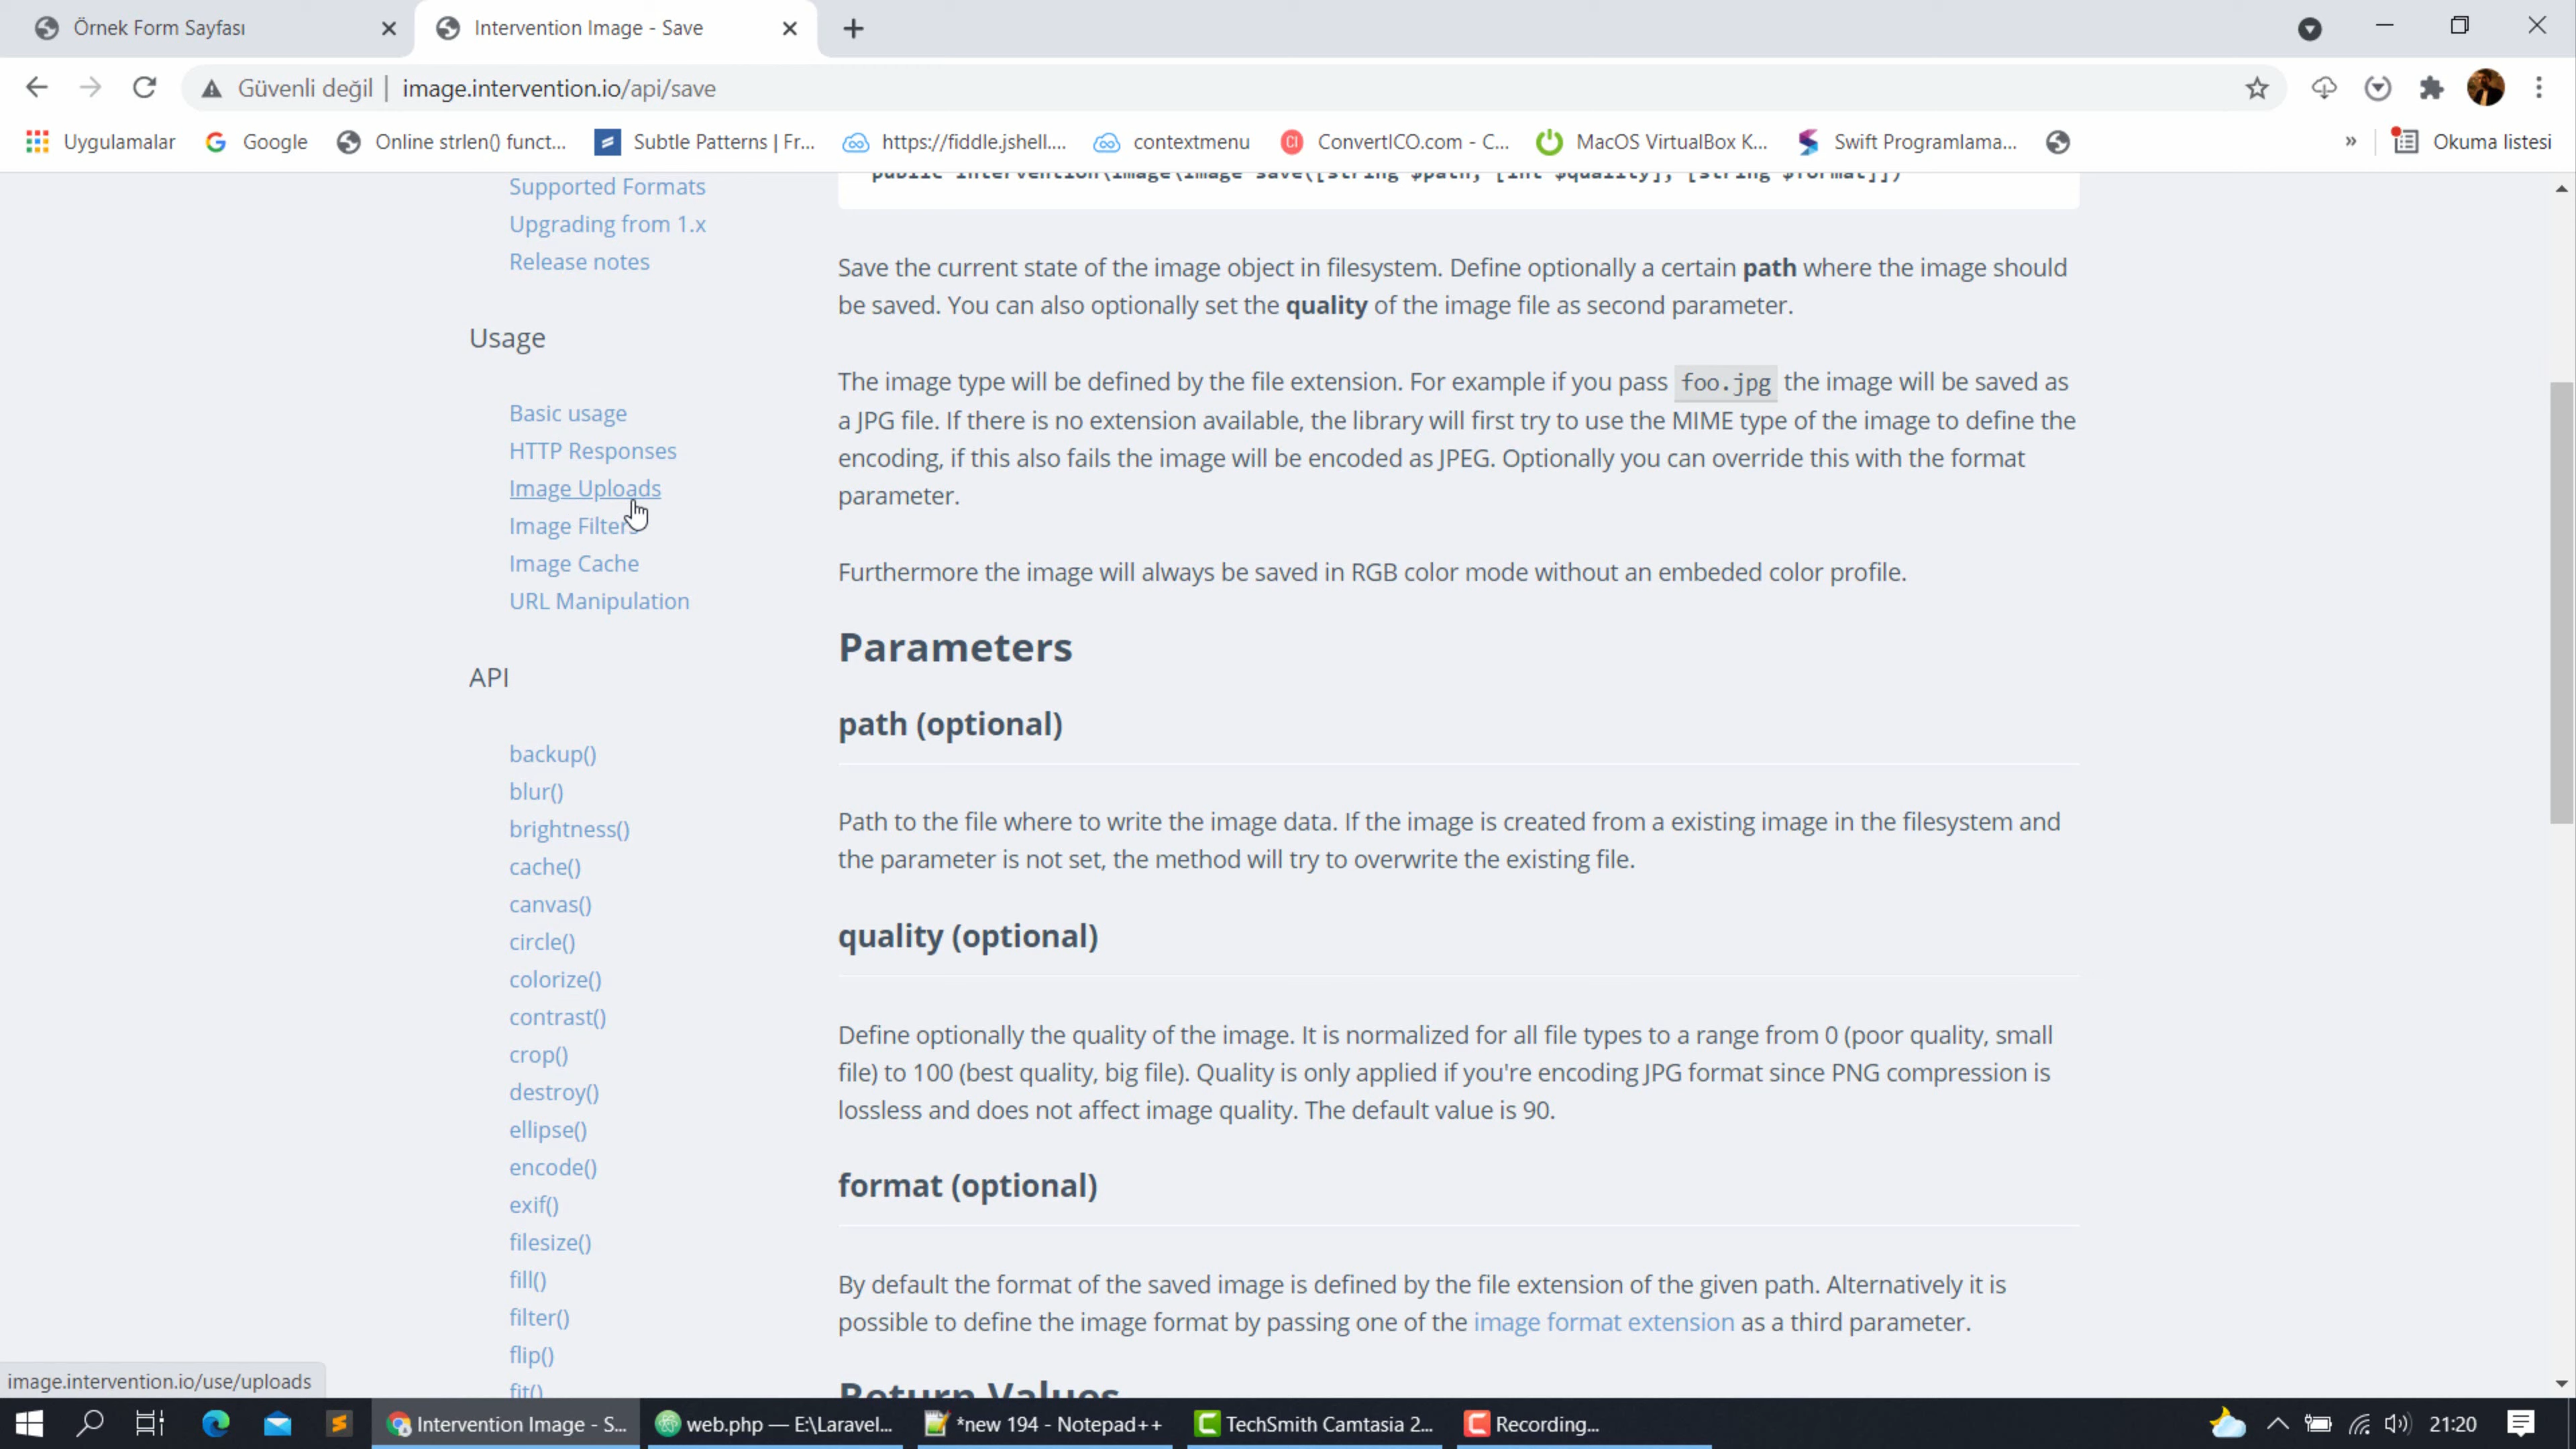 Örnek Form Sayfası
Intervention Image - Save
Güvenli değil
image.intervention.io/api/save
Uygulamalar
Google
Online strlen() funct...
Subtle Patterns | Fr...
https://fiddle.jshell....
contextmenu
CI
ConvertICO.com - C...
MacOS VirtualBox K...
Swift Programlama...
»
Okuma listesi
Supported Formats
Upgrading from 1.x
Release notes
Usage
Basic usage
HTTP Responses
Image Uploads
Image Filters
Image Cache
URL Manipulation
API
backup()
blur()
brightness()
cache()
canvas()
circle()
colorize()
contrast()
crop()
destroy()
ellipse()
encode()
exif()
filesize()
fill()
filter()
flip()
fit()
public Intervention\Image\Image save([string $path, [int $quality], [string $format]])
Save the current state of the image object in filesystem. Define optionally a certain path where the image should
be saved. You can also optionally set the quality of the image file as second parameter.
The image type will be defined by the file extension. For example if you pass foo.jpg the image will be saved as
a JPG file. If there is no extension available, the library will first try to use the MIME type of the image to define the
encoding, if this also fails the image will be encoded as JPEG. Optionally you can override this with the format
parameter.
Furthermore the image will always be saved in RGB color mode without an embeded color profile.
Parameters
path (optional)
Path to the file where to write the image data. If the image is created from a existing image in the filesystem and
the parameter is not set, the method will try to overwrite the existing file.
quality (optional)
Define optionally the quality of the image. It is normalized for all file types to a range from 0 (poor quality, small
file) to 100 (best quality, big file). Quality is only applied if you're encoding JPG format since PNG compression is
lossless and does not affect image quality. The default value is 90.
format (optional)
By default the format of the saved image is defined by the file extension of the given path. Alternatively it is
possible to define the image format by passing one of the image format extension as a third parameter.
Return Values
image.intervention.io/use/uploads
Intervention Image - S...
web.php — E:\Laravel...
*new 194 - Notepad++
TechSmith Camtasia 2...
Recording...
21:20